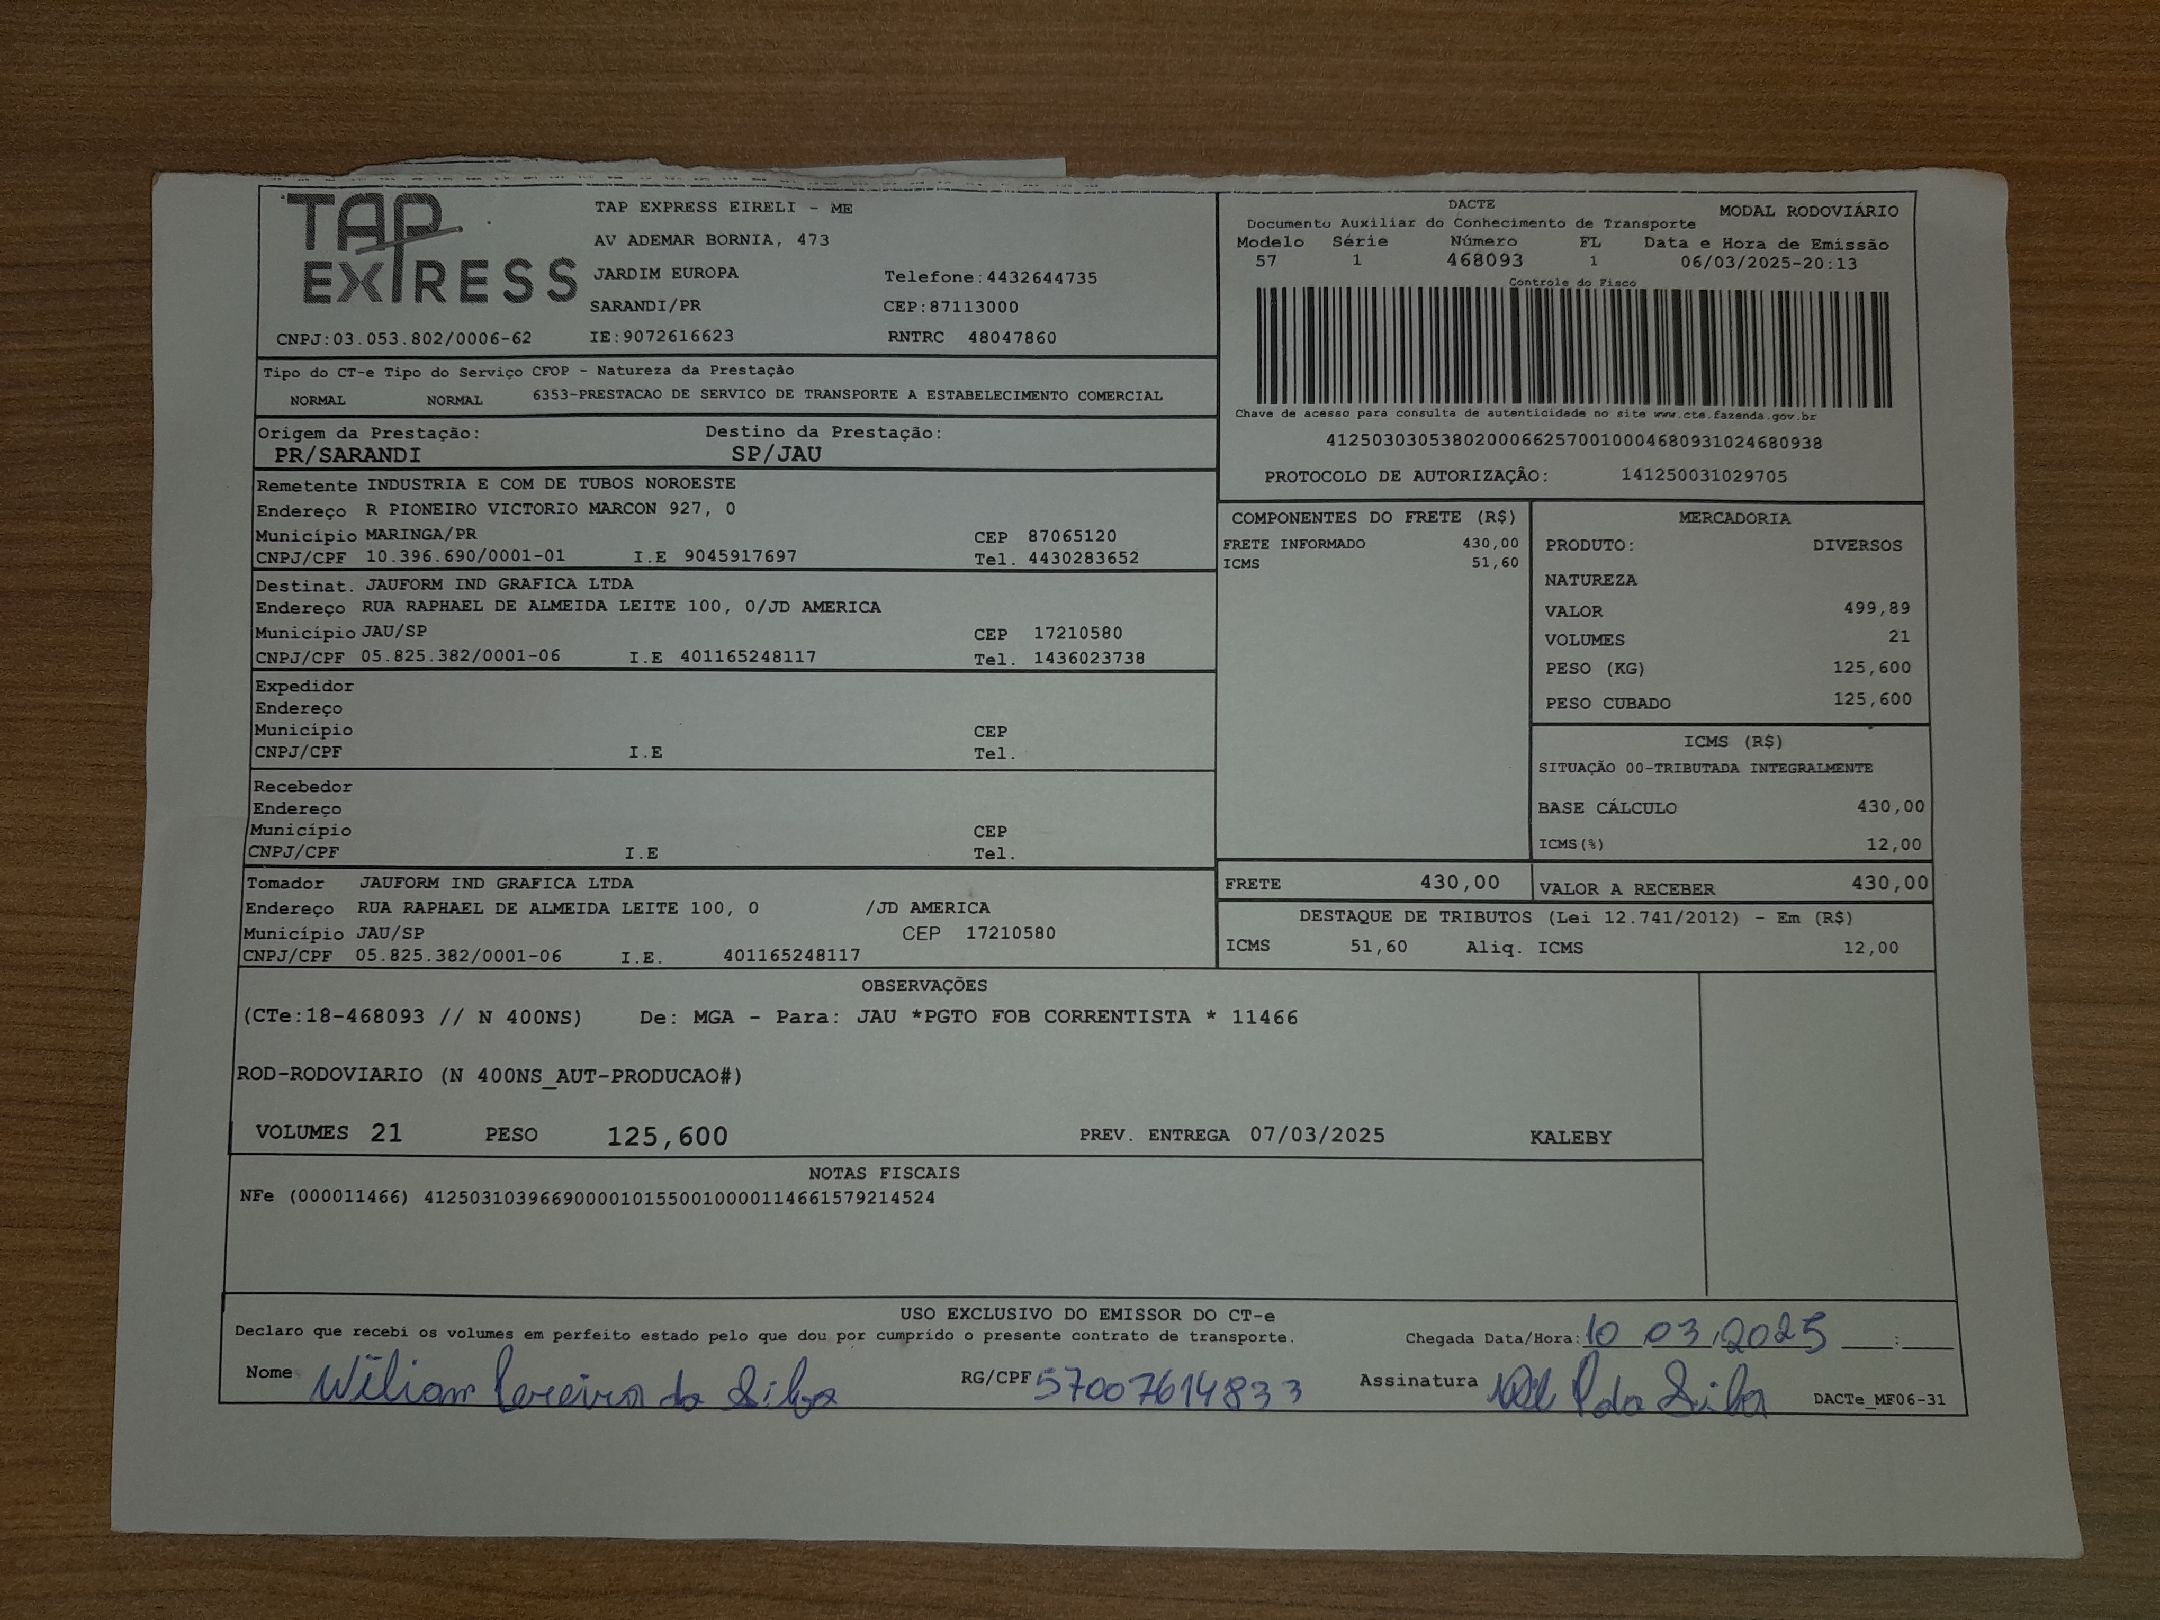 TAP
EXPRESS
CNPJ:03.053.802/0006-62
TAP EXPRESS EIRELI - ME
AV ADEMAR BORNIA, 473
JARDIM EUROPA Telefone:4432644735
SARANDI/PR CEP:87113000
IE:9072616623 RNTRC 48047860
DACTE
Documento Auxiliar do Conhecimento de Transporte MODAL RODOVIÁRIO
Modelo Série Número FL Data e Hora de Emissão
57 1 468093 1 06/03/2025-20:13
Controle do Fisco
Chave de acesso para consulta de autenticidade no site www.cte.fazenda.gov.br
41250303053802000662570010004680931024680938
PROTOCOLO DE AUTORIZAÇÃO: 141250031029705
Tipo do CT-e Tipo do Serviço CFOP - Natureza da Prestação
NORMAL NORMAL 6353-PRESTACAO DE SERVICO DE TRANSPORTE A ESTABELECIMENTO COMERCIAL
Origem da Prestação: Destino da Prestação:
PR/SARANDI SP/JAU
Remetente INDUSTRIA E COM DE TUBOS NOROESTE
Endereço R PIONEIRO VICTORIO MARCON 927, 0
Município MARINGA/PR CEP 87065120
CNPJ/CPF 10.396.690/0001-01 I.E 9045917697 Tel. 4430283652
Destinat. JAUFORM IND GRAFICA LTDA
Endereço RUA RAPHAEL DE ALMEIDA LEITE 100, 0/JD AMERICA
Município JAU/SP CEP 17210580
CNPJ/CPF 05.825.382/0001-06 I.E 401165248117 Tel. 1436023738
Expedidor
Endereço
Município CEP
CNPJ/CPF I.E Tel.
Recebedor
Endereço
Município CEP
CNPJ/CPF I.E Tel.
Tomador JAUFORM IND GRAFICA LTDA
Endereço RUA RAPHAEL DE ALMEIDA LEITE 100, 0 /JD AMERICA
Município JAU/SP CEP 17210580
CNPJ/CPF 05.825.382/0001-06 I.E. 401165248117
COMPONENTES DO FRETE (R$)
FRETE INFORMADO 430,00
ICMS 51,60
MERCADORIA
PRODUTO: DIVERSOS
NATUREZA
VALOR 499,89
VOLUMES 21
PESO (KG) 125,600
PESO CUBADO 125,600
ICMS (R$)
SITUAÇÃO 00-TRIBUTADA INTEGRALMENTE
BASE CÁLCULO 430,00
ICMS(%) 12,00
FRETE 430,00 VALOR A RECEBER 430,00
DESTAQUE DE TRIBUTOS (Lei 12.741/2012) - Em (R$)
ICMS 51,60 Aliq. ICMS 12,00
OBSERVAÇÕES
(CTe:18-468093 // N 400NS) De: MGA - Para: JAU *PGTO FOB CORRENTISTA * 11466
ROD-RODOVIARIO (N 400NS_AUT-PRODUCAO#)
VOLUMES 21 PESO 125,600 PREV. ENTREGA 07/03/2025 KALEBY
NOTAS FISCAIS
NFe (000011466) 41250310396690000101550010000114661579214524
USO EXCLUSIVO DO EMISSOR DO CT-e
Declaro que recebi os volumes em perfeito estado pelo que dou por cumprido o presente contrato de transporte. Chegada Data/Hora: 10 03 2025 ___:___
Nome Wiliam Pereira da Silva RG/CPF 57007614833 Assinatura P da Silva DACTe_MF06-31